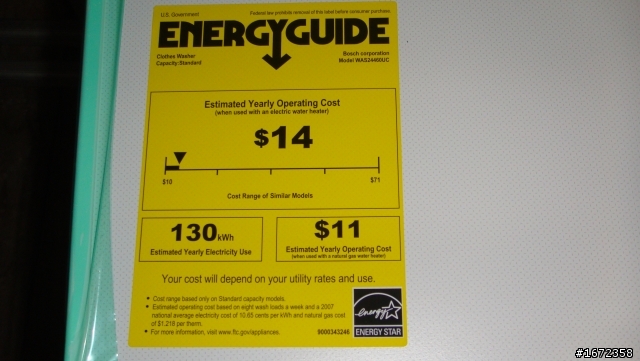 U.S. Government Federal law prohibits removal of this label before consumer purchase.
ENERGYGUIDE
Clothes Washer
Capacity:Standard
Bosch corporation
Model WAS24460UC
Estimated Yearly Operating Cost
(when used with an electric water heater)
$14
$10 $71
Cost Range of Similar Models
130 kWh
Estimated Yearly Electricity Use
$11
Estimated Yearly Operating Cost
(when used with a natural gas water heater)
Your cost will depend on your utility rates and use.
• Cost range based only on Standard capacity models.
• Estimated operating cost based on eight wash loads a week and a 2007
national average electricity cost of 10.65 cents per kWh and natural gas cost
of $1.218 per therm.
• For more information, visit www.ftc.gov/appliances.
9000343246
energy
ENERGY STAR
#1672358